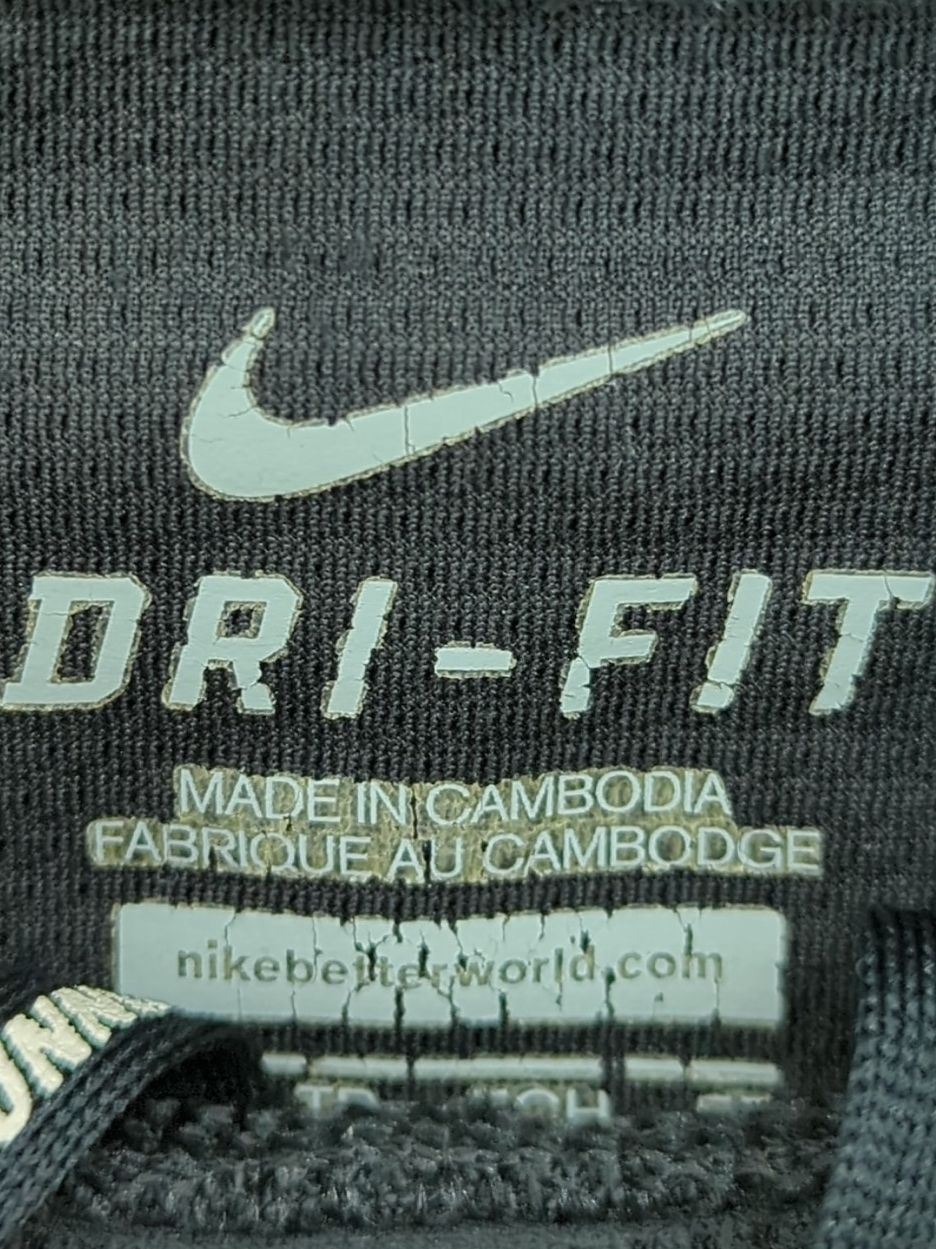 DRI-FIT
MADE IN CAMBODIA
FABRIQUE AU CAMBODGE
nikebetterworld.com